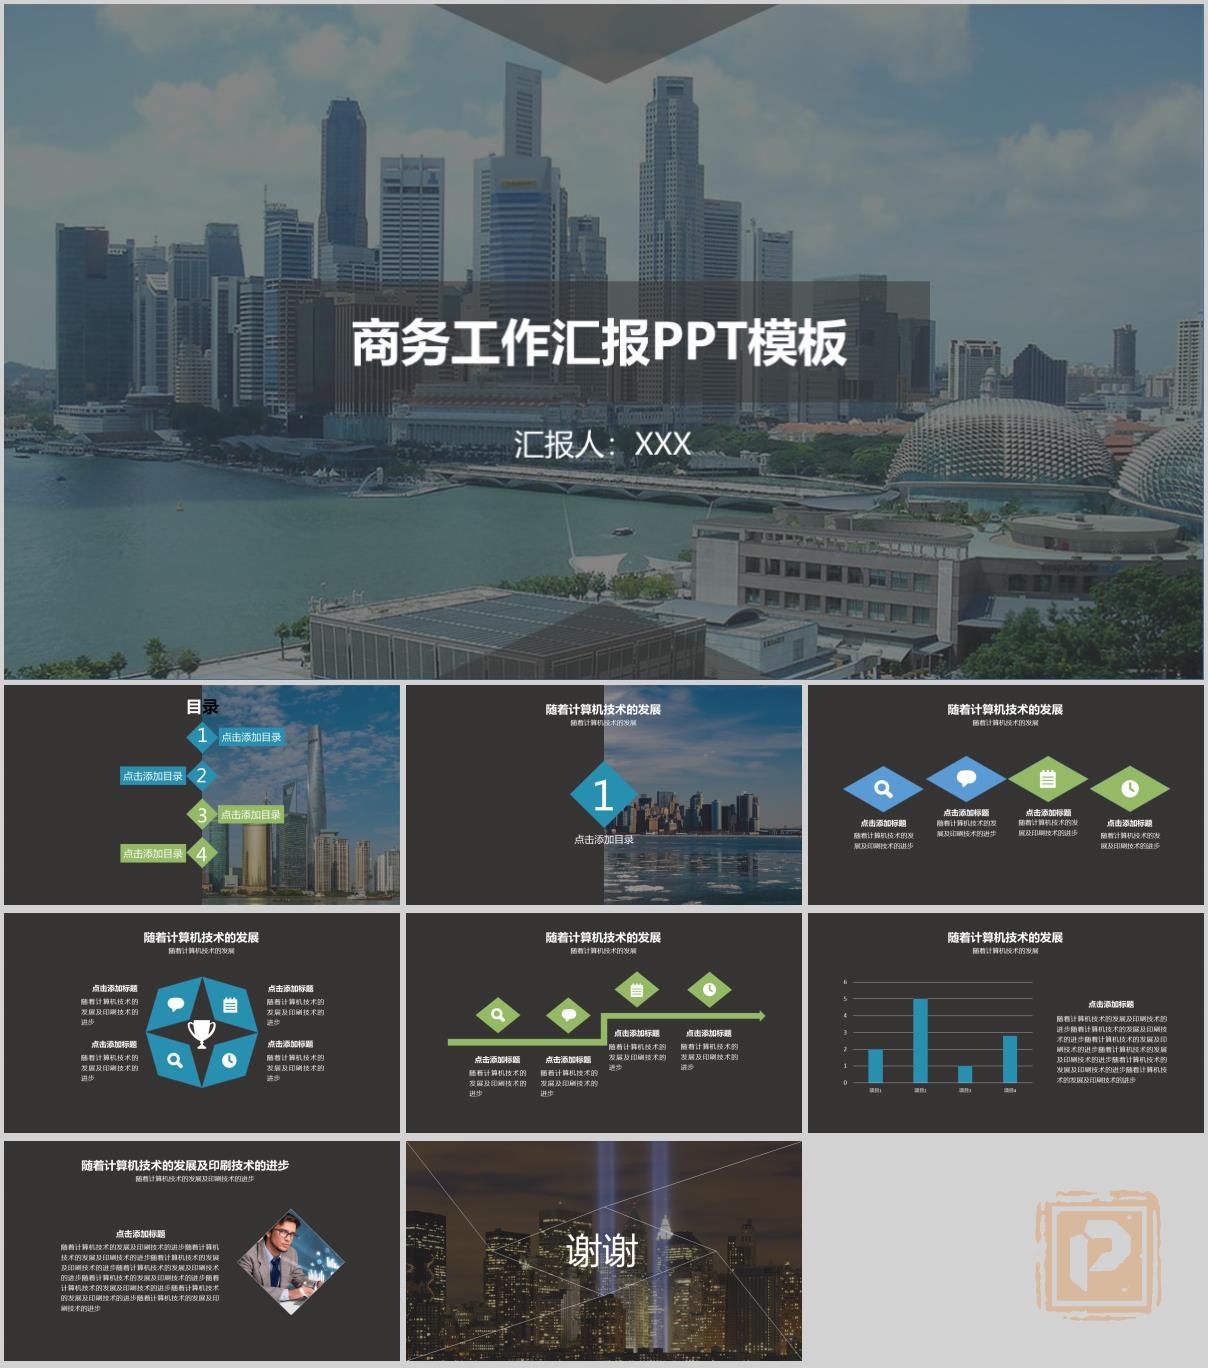 商务工作汇报PPT模板
汇报人：XXX
目录
1
点击添加目录
点击添加目录
2
3
点击添加目录
点击添加目录
4
随着计算机技术的发展
随着计算机技术的发展
1
点击添加目录
随着计算机技术的发展
随着计算机技术的发展
点击添加标题
随着计算机技术的发
展及印刷技术的进步
点击添加标题
随着计算机技术的发
展及印刷技术的进步
点击添加标题
随着计算机技术的发
展及印刷技术的进步
点击添加标题
随着计算机技术的发
展及印刷技术的进步
随着计算机技术的发展
随着计算机技术的发展
点击添加标题
随着计算机技术的
发展及印刷技术的
进步
点击添加标题
随着计算机技术的
发展及印刷技术的
进步
点击添加标题
随着计算机技术的
发展及印刷技术的
进步
点击添加标题
随着计算机技术的
发展及印刷技术的
进步
随着计算机技术的发展
随着计算机技术的发展
点击添加标题
随着计算机技术的
发展及印刷技术的
进步
点击添加标题
随着计算机技术的
发展及印刷技术的
进步
点击添加标题
随着计算机技术的
发展及印刷技术的
进步
点击添加标题
随着计算机技术的
发展及印刷技术的
进步
随着计算机技术的发展
随着计算机技术的发展
6
5
4
3
2
1
0
项目1 项目2 项目3 项目4
点击添加标题
随着计算机技术的发展及印刷技术的
进步随着计算机技术的发展及印刷技
术的进步随着计算机技术的发展及印
刷技术的进步随着计算机技术的发展
及印刷技术的进步随着计算机技术的
发展及印刷技术的进步随着计算机技
术的发展及印刷技术的进步
随着计算机技术的发展及印刷技术的进步
随着计算机技术的发展及印刷技术的进步
点击添加标题
随着计算机技术的发展及印刷技术的进步随着计算机
技术的发展及印刷技术的进步随着计算机技术的发展
及印刷技术的进步随着计算机技术的发展及印刷技术
的进步随着计算机技术的发展及印刷技术的进步随着
计算机技术的发展及印刷技术的进步随着计算机技术
的发展及印刷技术的进步随着计算机技术的发展及印
刷技术的进步
谢谢
P